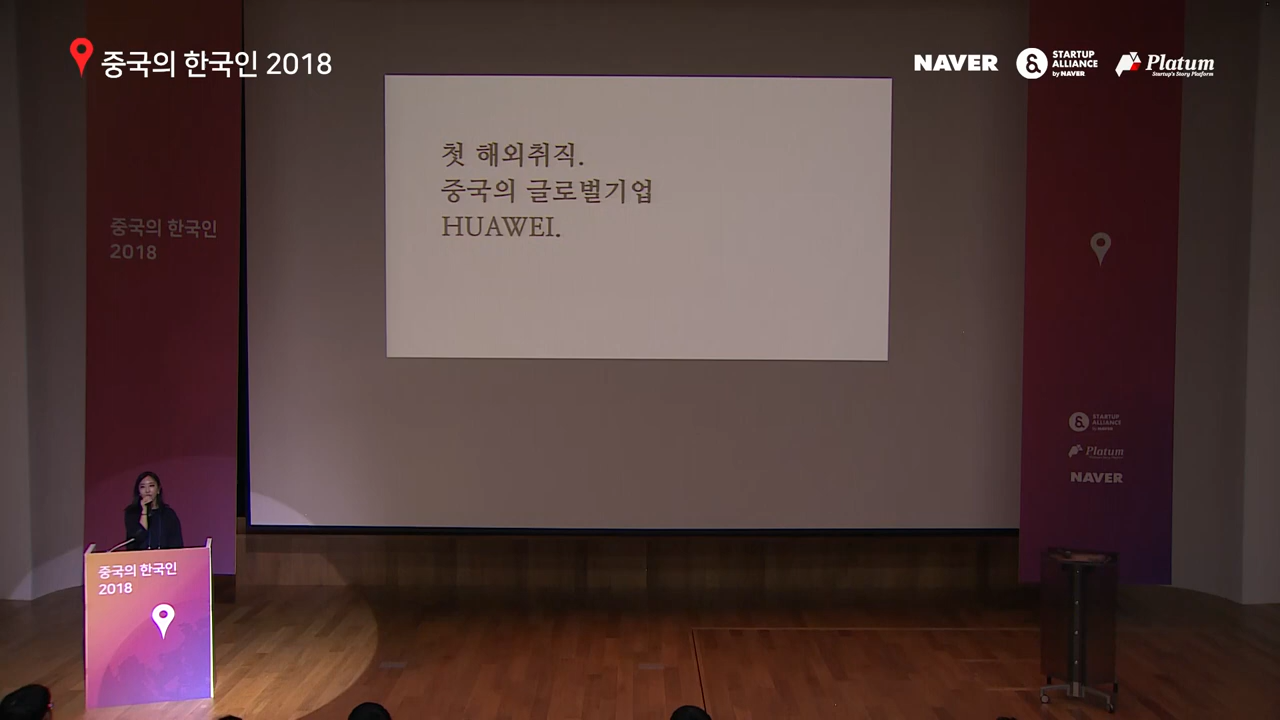 중국의 한국인 2018
NAVER
STARTUP
ALLIANCE
by NAVER
Platum
Startup's Story Platform
첫 해외취직.
중국의 글로벌기업
HUAWEI.
중국의 한국인
2018
STARTUP
ALLIANCE
by NAVER
Platum
NAVER
중국의 한국인
2018